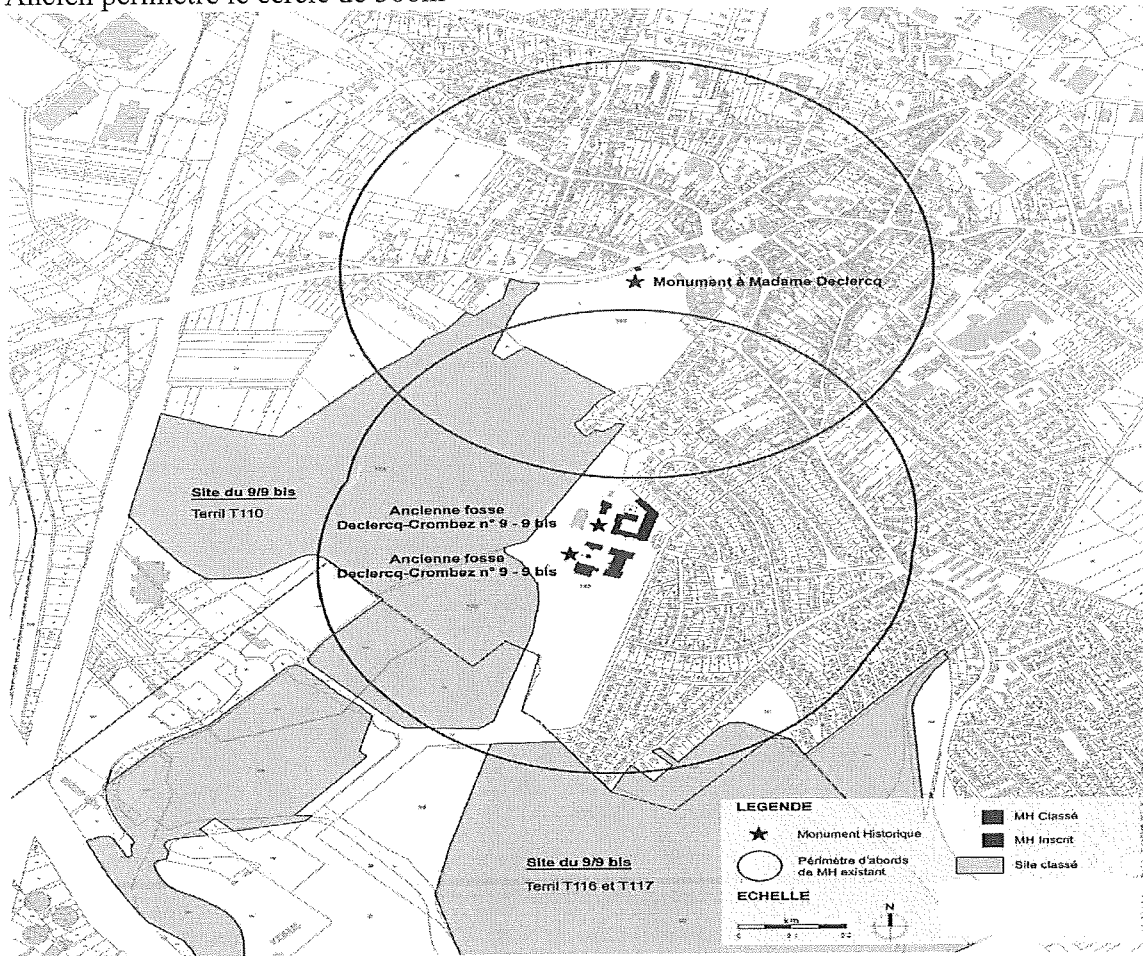 Ancien périmètre le cercle de 500m
Monument à Madame Declercq
Site du 9/9 bis
Terril T110
Ancienne fosse
Declercq-Crombez n° 9 - 9 bis
Ancienne fosse
Declercq-Crombez n° 9 - 9 bis
Site du 9/9 bis
Terril T116 et T117
LEGENDE
Monument Historique
Périmètre d'abords
de MH existant
ECHELLE
km
N
MH Classé
MH Inscrit
Site classé